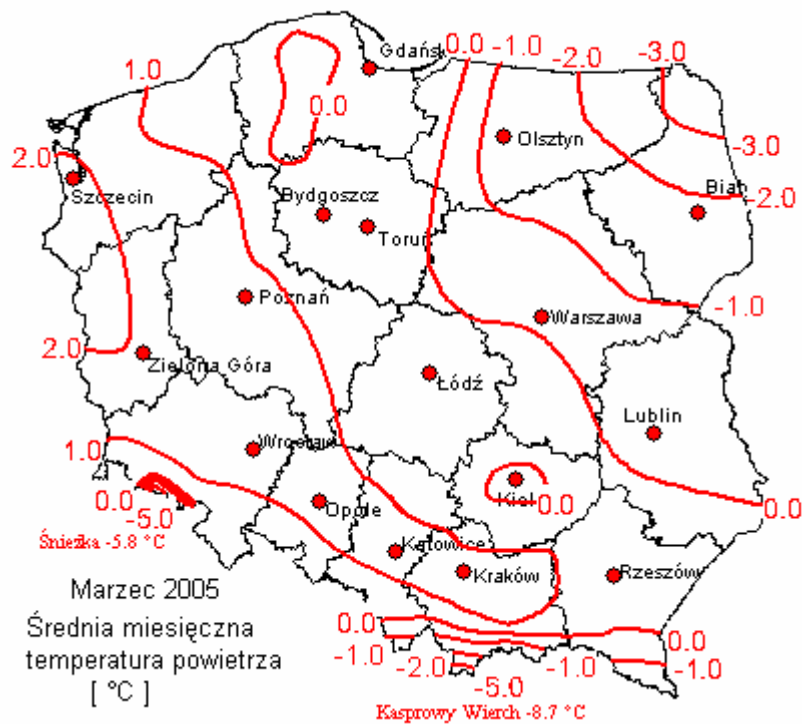 Gdańsk
0.0
-1.0
-2.0
-3.0
1.0
0.0
Olsztyn
-3.0
2.0
Szczecin
Biał
-2.0
Bydgoszcz
Toruń
Poznań
-1.0
Warszawa
2.0
Zielona Góra
Łódź
Lublin
1.0
Wrocław
Kiel
0.0
0.0
0.0
-5.0
Opole
Śnieżka -5.8 °C
Katowice
Kraków
Rzeszów
Marzec 2005
Średnia miesięczna
temperatura powietrza
[ °C ]
0.0
0.0
-1.0
-2.0
-1.0
-1.0
-5.0
Kasprowy Wierch -8.7 °C